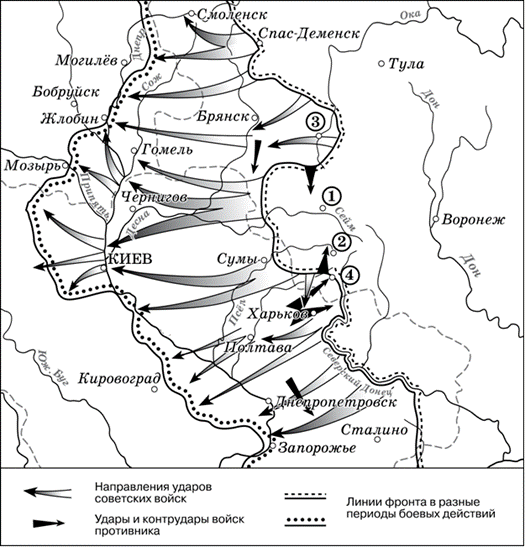 Смоленск
Ока
Спас-Деменск
Днепр
Могилёв
Тула
Сож
Бобруйск
Дон
Жлобин
Брянск
3
Гомель
Мозырь
Припять
Чернигов
1
Десна
Сейм
Воронеж
2
КИЕВ
Сумы
4
Дон
Псёл
Харьков
Полтава
Северский Донец
Юж. Буг
Кировоград
Днепропетровск
Сталино
Запорожье
Направления ударов
советских войск
Удары и контрудары войск
противника
Линии фронта в разные
периоды боевых действий